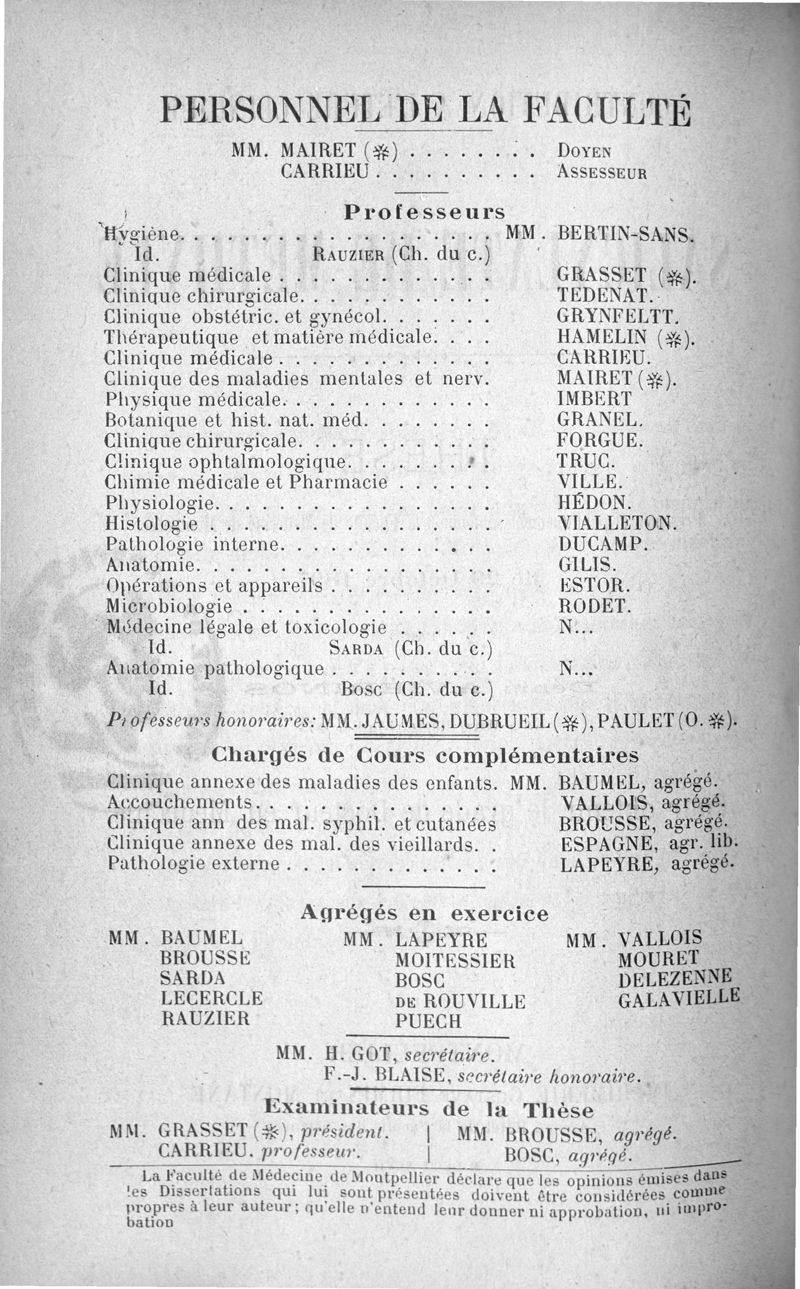 PERSONNEL DE LA FACULTÉ
MM. MAIRET (✻) ........ DOYEN
CARRIEU .......... ASSESSEUR
Professeurs
Hygiène. .................. MM. BERTIN-SANS.
Id. RAUZIER (Ch. du c.)
Clinique médicale ............. GRASSET (✻).
Clinique chirurgicale. ............ TEDENAT.
Clinique obstétric. et gynécol. ...... GRYNFELTT.
Thérapeutique et matière médicale. ... HAMELIN (✻).
Clinique médicale ............. CARRIEU.
Clinique des maladies mentales et nerv. MAIRET (✻).
Physique médicale. ............ IMBERT
Botanique et hist. nat. méd. ....... GRANEL.
Clinique chirurgicale. ............ FORGUE.
Clinique ophtalmologique. ........ TRUC.
Chimie médicale et Pharmacie ...... VILLE.
Physiologie. ................ HÉDON.
Histologie ................ VIALLETON.
Pathologie interne. ............ DUCAMP.
Anatomie. ................ GILIS.
Opérations et appareils .......... ESTOR.
Microbiologie ............... RODET.
Médecine légale et toxicologie ...... N...
Id. SARDA (Ch. du c.)
Anatomie pathologique .......... N...
Id. BOSC (Ch. du c.)
Professeurs honoraires: MM. JAUMES, DUBRUEIL (✻), PAULET (O. ✻).
Chargés de Cours complémentaires
Clinique annexe des maladies des enfants. MM. BAUMEL, agrégé.
Accouchements. .............. VALLOIS, agrégé.
Clinique ann des mal. syphil. et cutanées BROUSSE, agrégé.
Clinique annexe des mal. des vieillards. . ESPAGNE, agr. lib.
Pathologie externe ............. LAPEYRE, agrégé.
Agrégés en exercice
MM. BAUMEL MM. LAPEYRE MM. VALLOIS
BROUSSE MOITESSIER MOURET
SARDA BOSC DELEZENNE
LECERCLE DE ROUVILLE GALAVIELLE
RAUZIER PUECH
MM. H. GOT, secrétaire.
F.-J. BLAISE, secrétaire honoraire.
Examinateurs de la Thèse
MM. GRASSET (✻), président. | MM. BROUSSE, agrégé.
CARRIEU. professeur. | BOSC, agrégé.
La Faculté de Médecine de Montpellier déclare que les opinions émises dans
les Dissertations qui lui sont présentées doivent être considérées comme
propres à leur auteur; qu'elle n'entend leur donner ni approbation, ni impro-
bation